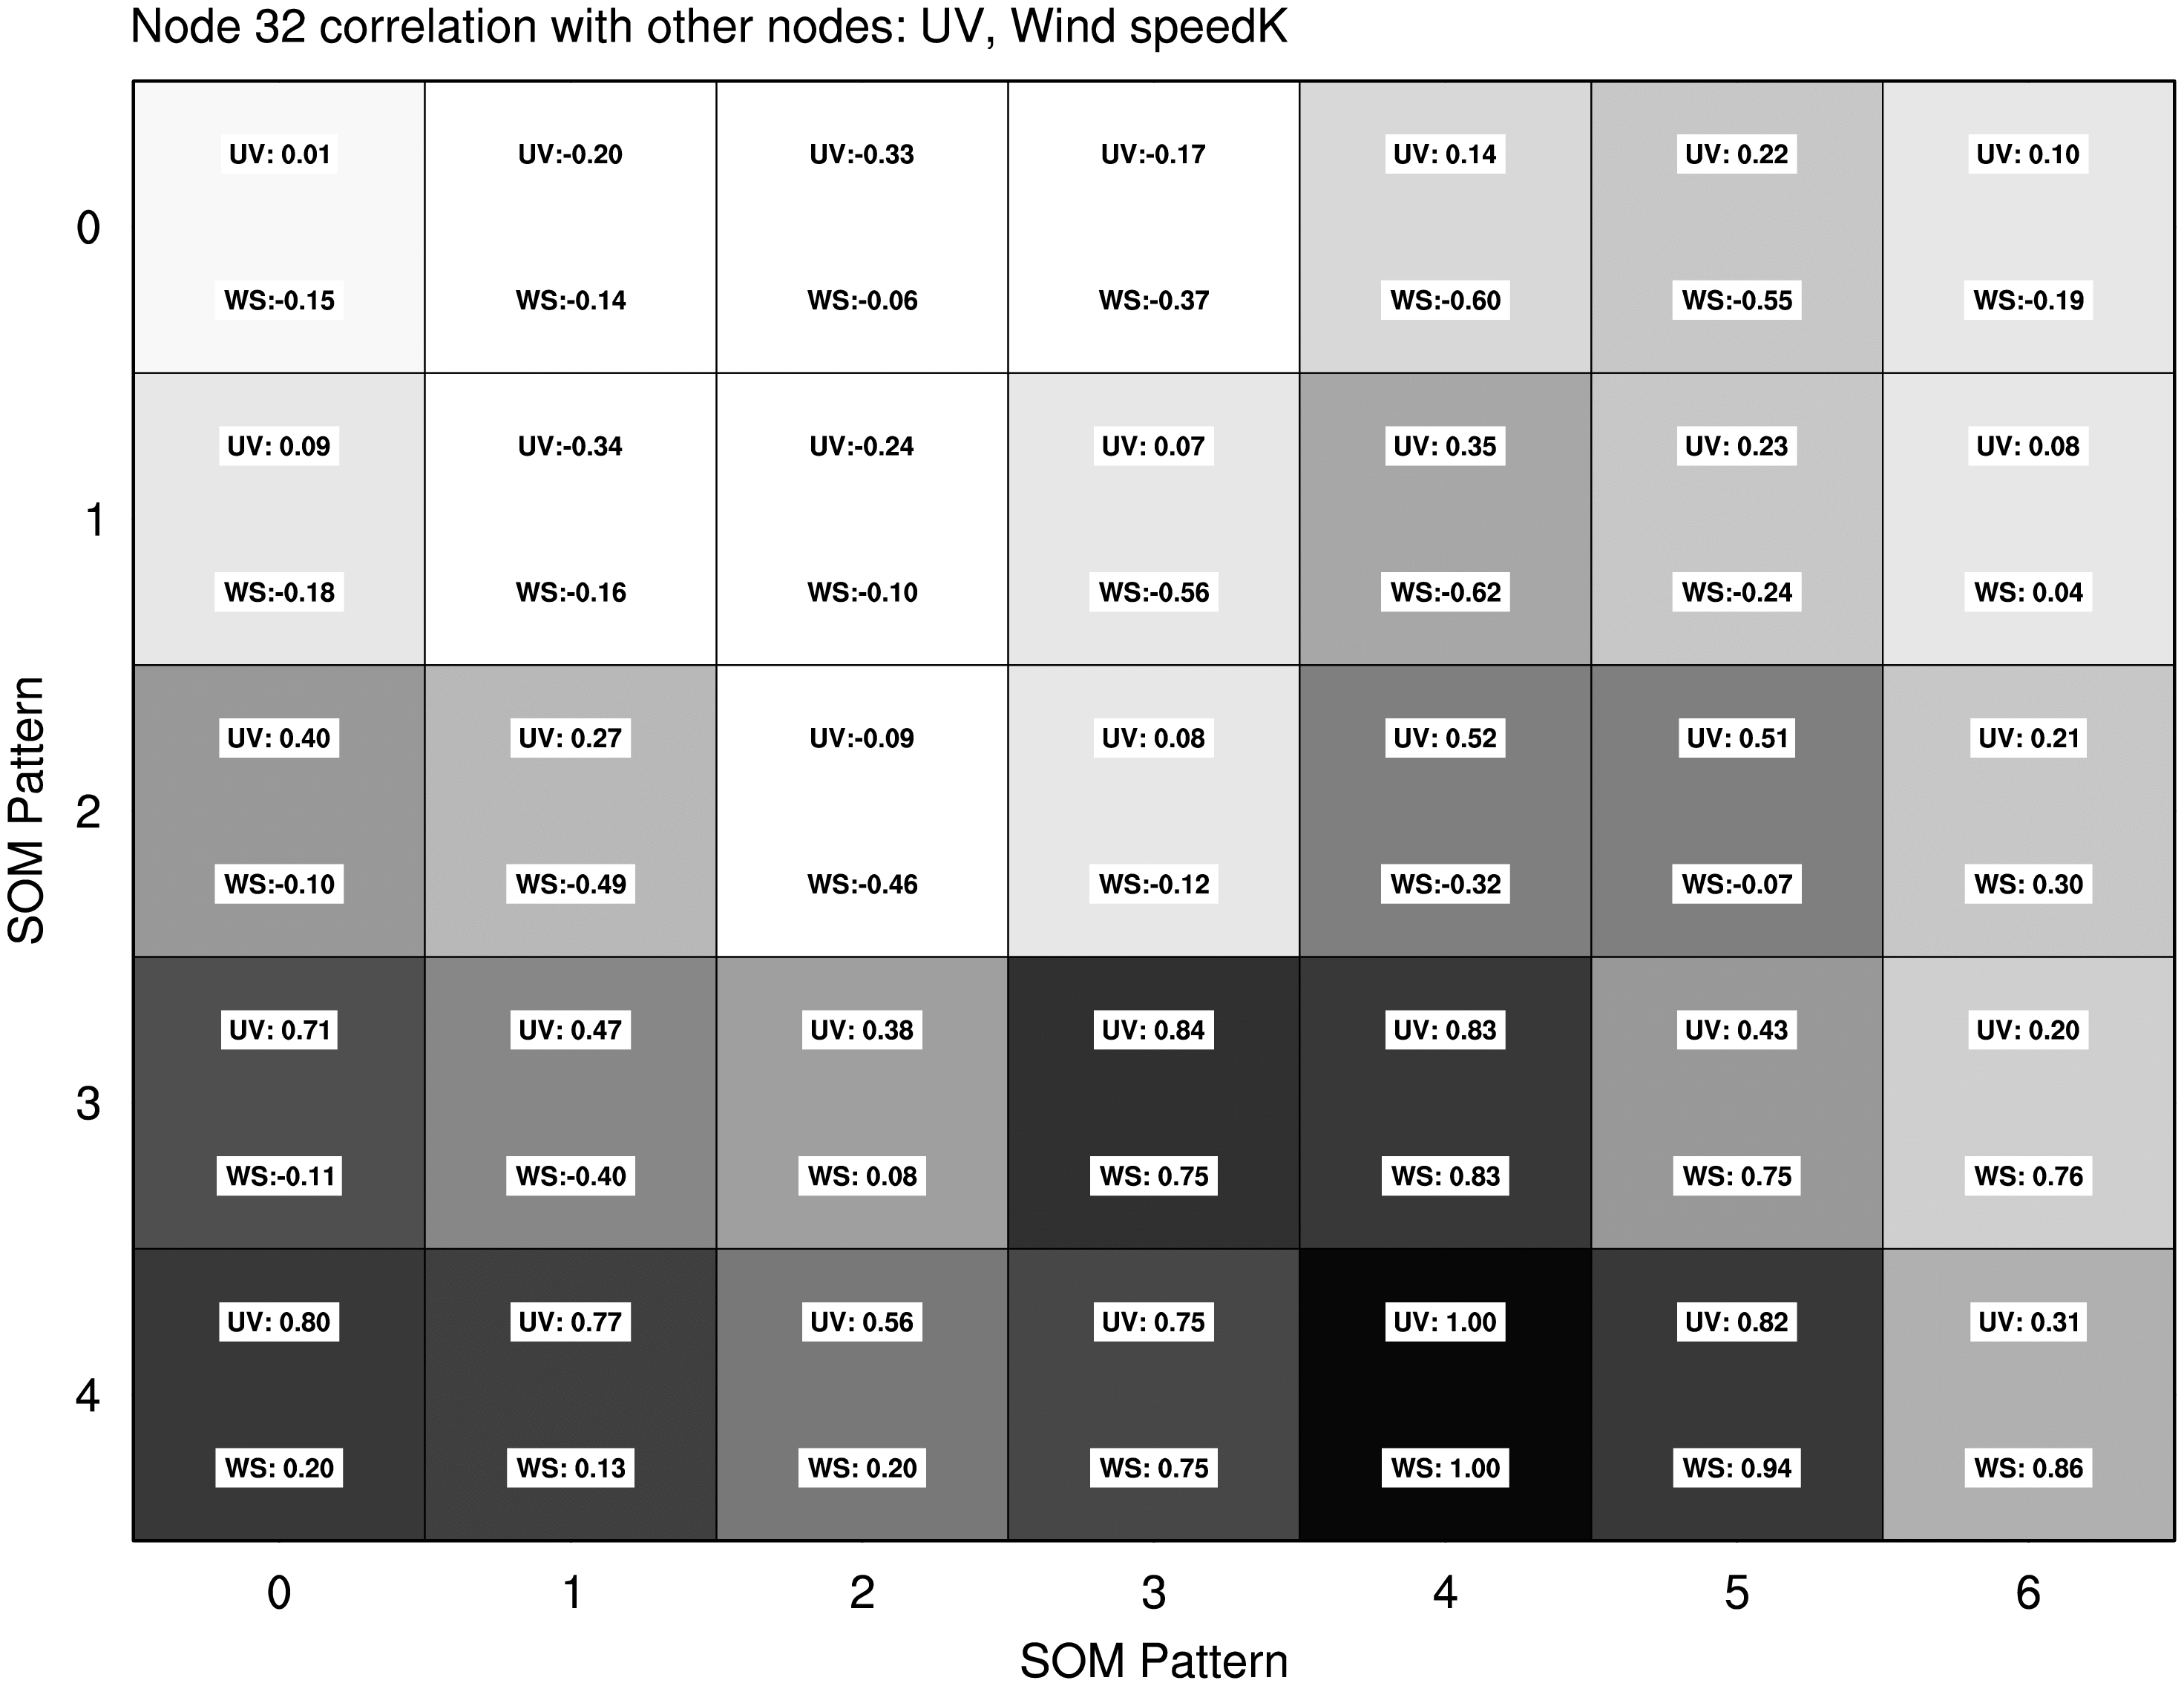 Node 32 correlation with other nodes: UV, Wind speedK
UV: 0.01 UV:-0.20 UV:-0.33 UV:-0.17 UV: 0.14 UV: 0.22 UV: 0.10
0
WS:-0.15 WS:-0.14 WS:-0.06 WS:-0.37 WS:-0.60 WS:-0.55 WS:-0.19
UV: 0.09 UV:-0.34 UV:-0.24 UV: 0.07 UV: 0.35 UV: 0.23 UV: 0.08
1
WS:-0.18 WS:-0.16 WS:-0.10 WS:-0.56 WS:-0.62 WS:-0.24 WS: 0.04
SOM Pattern
UV: 0.40 UV: 0.27 UV:-0.09 UV: 0.08 UV: 0.52 UV: 0.51 UV: 0.21
2
WS:-0.10 WS:-0.49 WS:-0.46 WS:-0.12 WS:-0.32 WS:-0.07 WS: 0.30
UV: 0.71 UV: 0.47 UV: 0.38 UV: 0.84 UV: 0.83 UV: 0.43 UV: 0.20
3
WS:-0.11 WS:-0.40 WS: 0.08 WS: 0.75 WS: 0.83 WS: 0.75 WS: 0.76
UV: 0.80 UV: 0.77 UV: 0.56 UV: 0.75 UV: 1.00 UV: 0.82 UV: 0.31
4
WS: 0.20 WS: 0.13 WS: 0.20 WS: 0.75 WS: 1.00 WS: 0.94 WS: 0.86
0 1 2 3 4 5 6
SOM Pattern